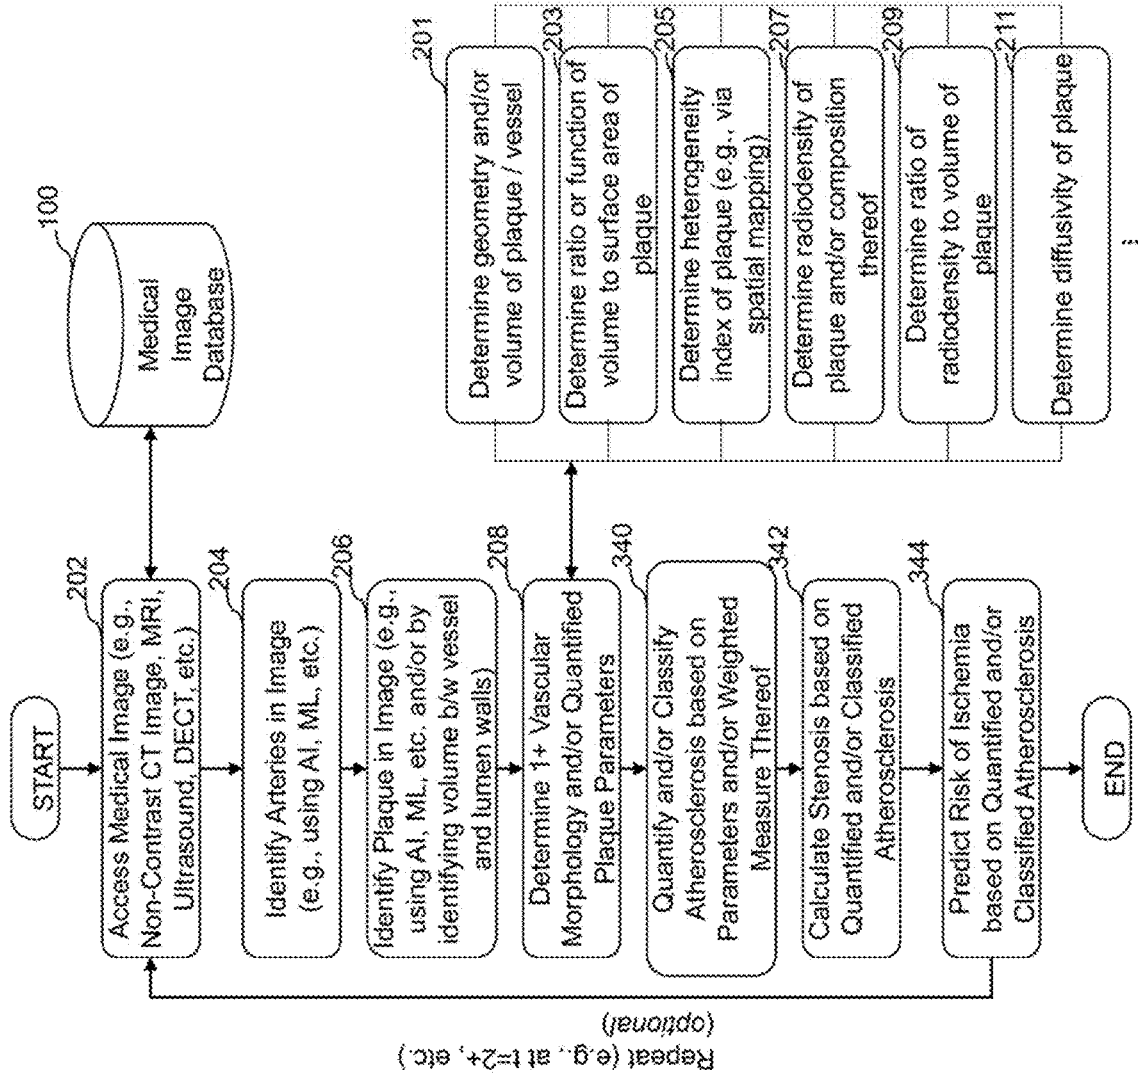 START
202
Access Medical Image (e.g.,
Non-Contrast CT Image, MRI,
Ultrasound, DECT, etc.)
100
Medical
Image
Database
204
Identify Arteries in Image
(e.g., using AI, ML, etc.)
206
Identify Plaque in Image (e.g.,
using AI, ML, etc. and/or by
identifying volume b/w vessel
and lumen walls)
208
Determine 1+ Vascular
Morphology and/or Quantified
Plaque Parameters
201
Determine geometry and/or
volume of plaque / vessel
203
Determine ratio or function of
volume to surface area of
plaque
205
Determine heterogeneity
index of plaque (e.g., via
spatial mapping)
207
Determine radiodensity of
plaque and/or composition
thereof
209
Determine ratio of
radiodensity to volume of
plaque
211
Determine diffusivity of plaque
...
340
Quantify and/or Classify
Atherosclerosis based on
Parameters and/or Weighted
Measure Thereof
342
Calculate Stenosis based on
Quantified and/or Classified
Atherosclerosis
344
Predict Risk of Ischemia
based on Quantified and/or
Classified Atherosclerosis
END
Repeat (e.g., at t=2+, etc.)
(optional)